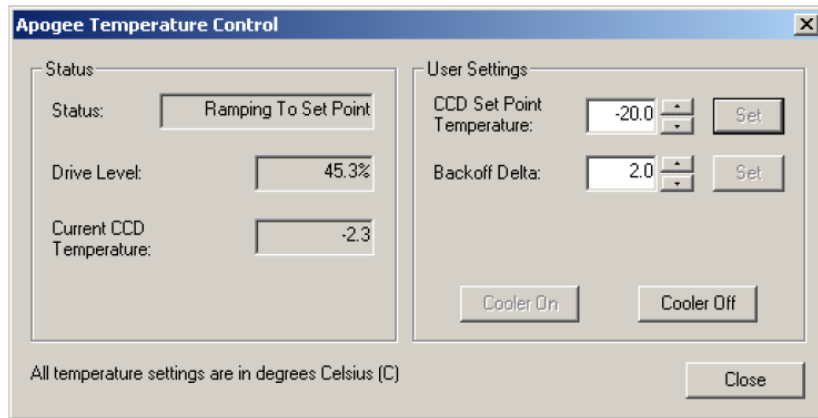 Apogee Temperature Control
Status
Status:
Ramping To Set Point
Drive Level:
45.3%
Current CCD
Temperature:
-2.3
User Settings
CCD Set Point
Temperature:
-20.0
Set
Backoff Delta:
2.0
Set
Cooler On
Cooler Off
All temperature settings are in degrees Celsius (C)
Close